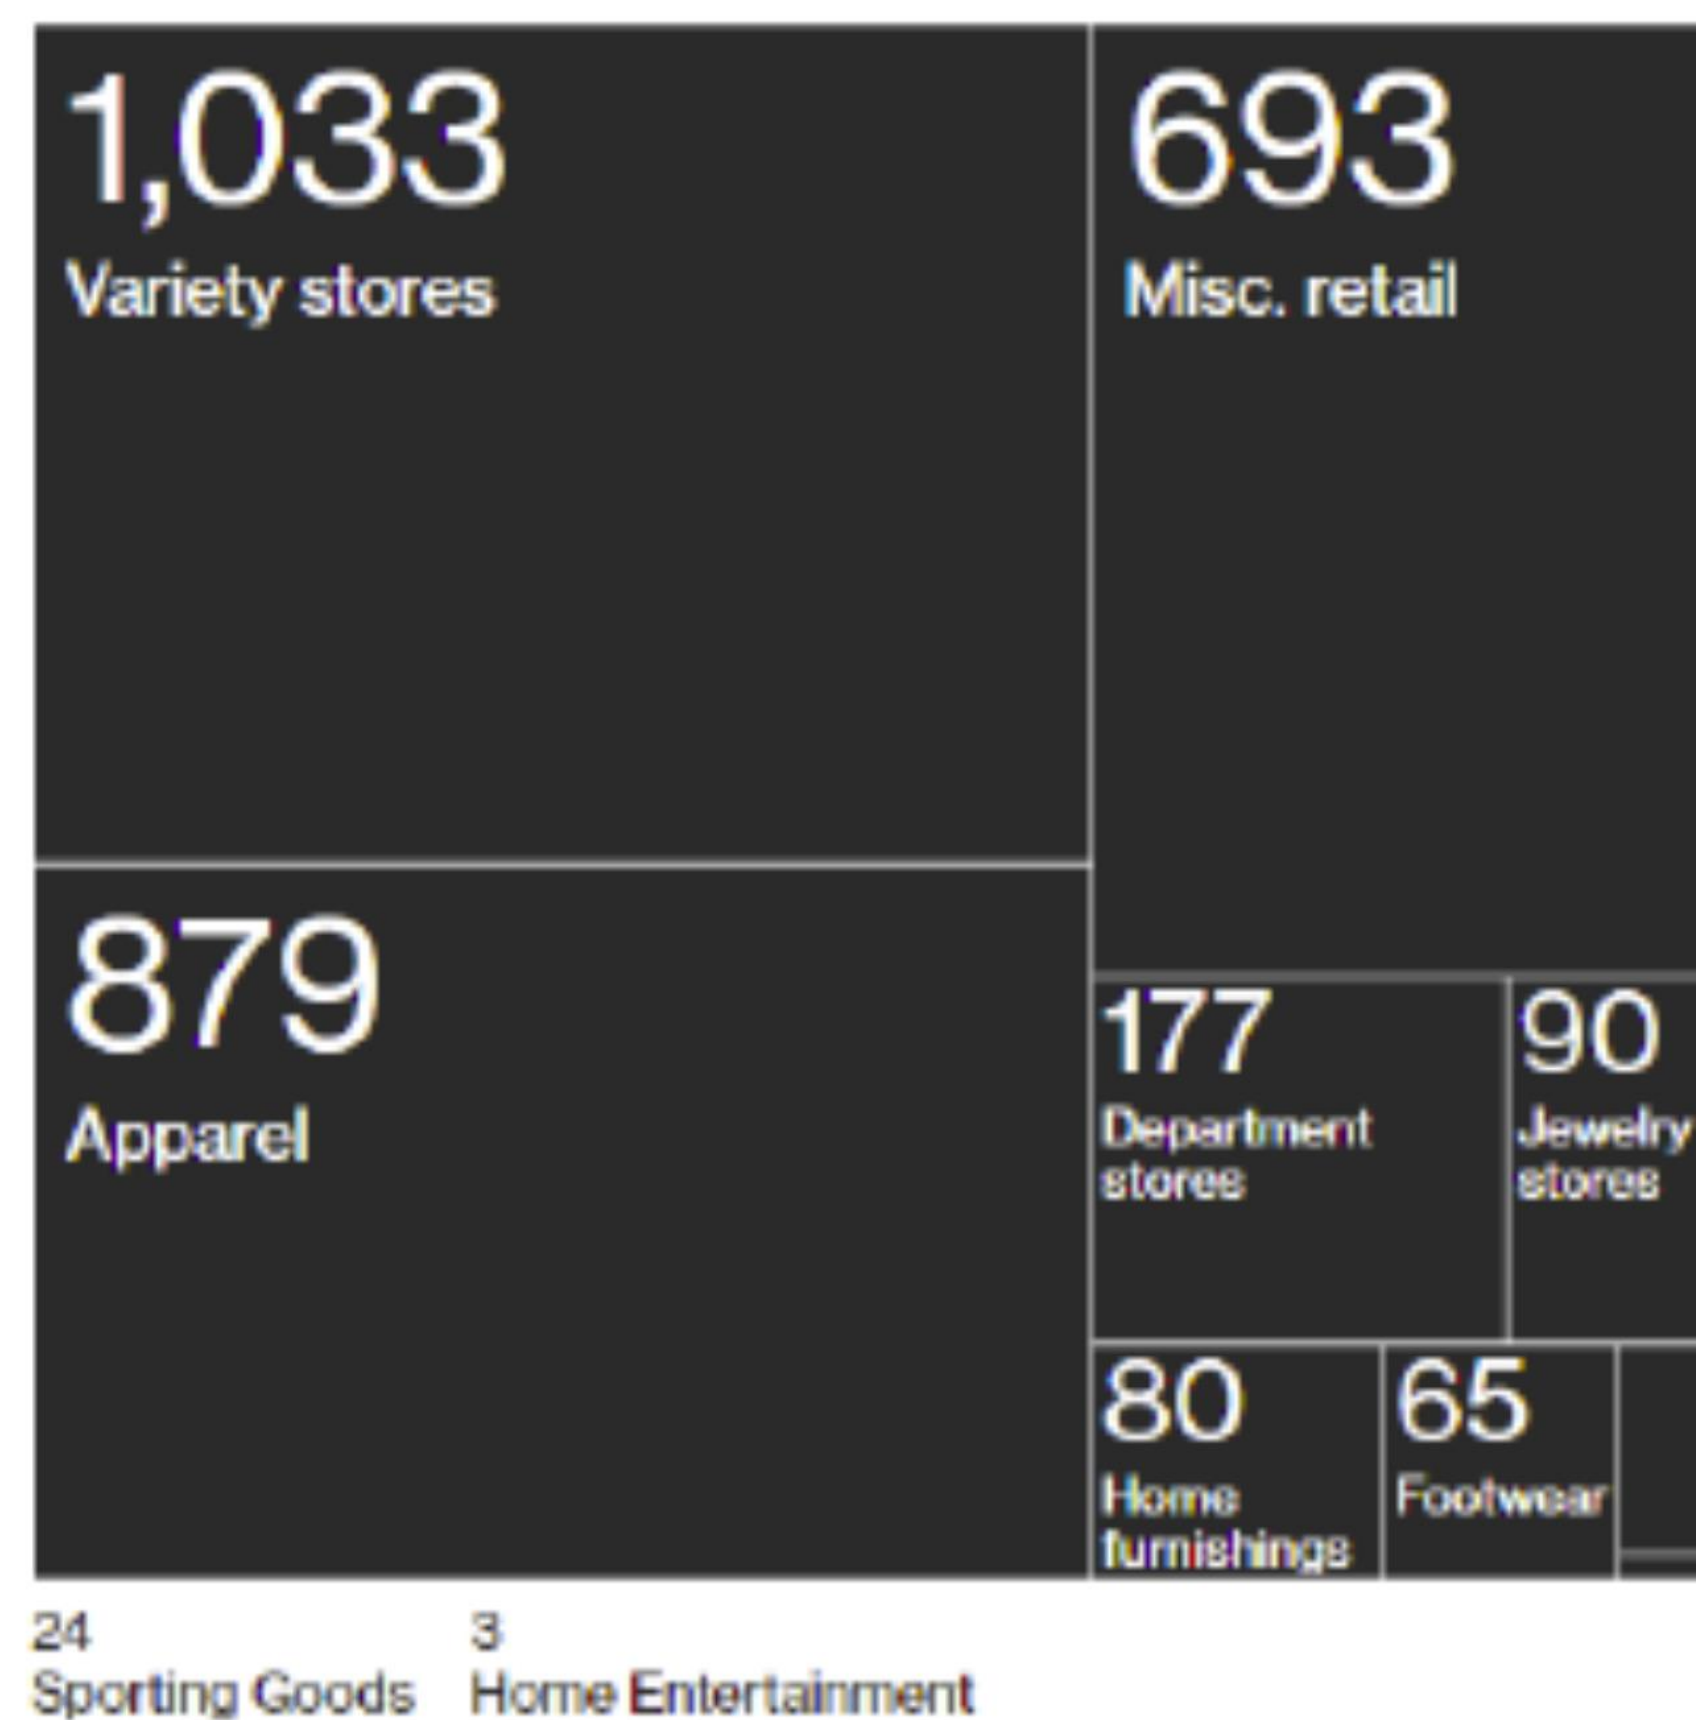 1,033
Variety stores
693
Misc. retail
879
Apparel
177
Department
stores
90
Jewelry
stores
80
Home
furnishings
65
Footwear
24
Sporting Goods
3
Home Entertainment